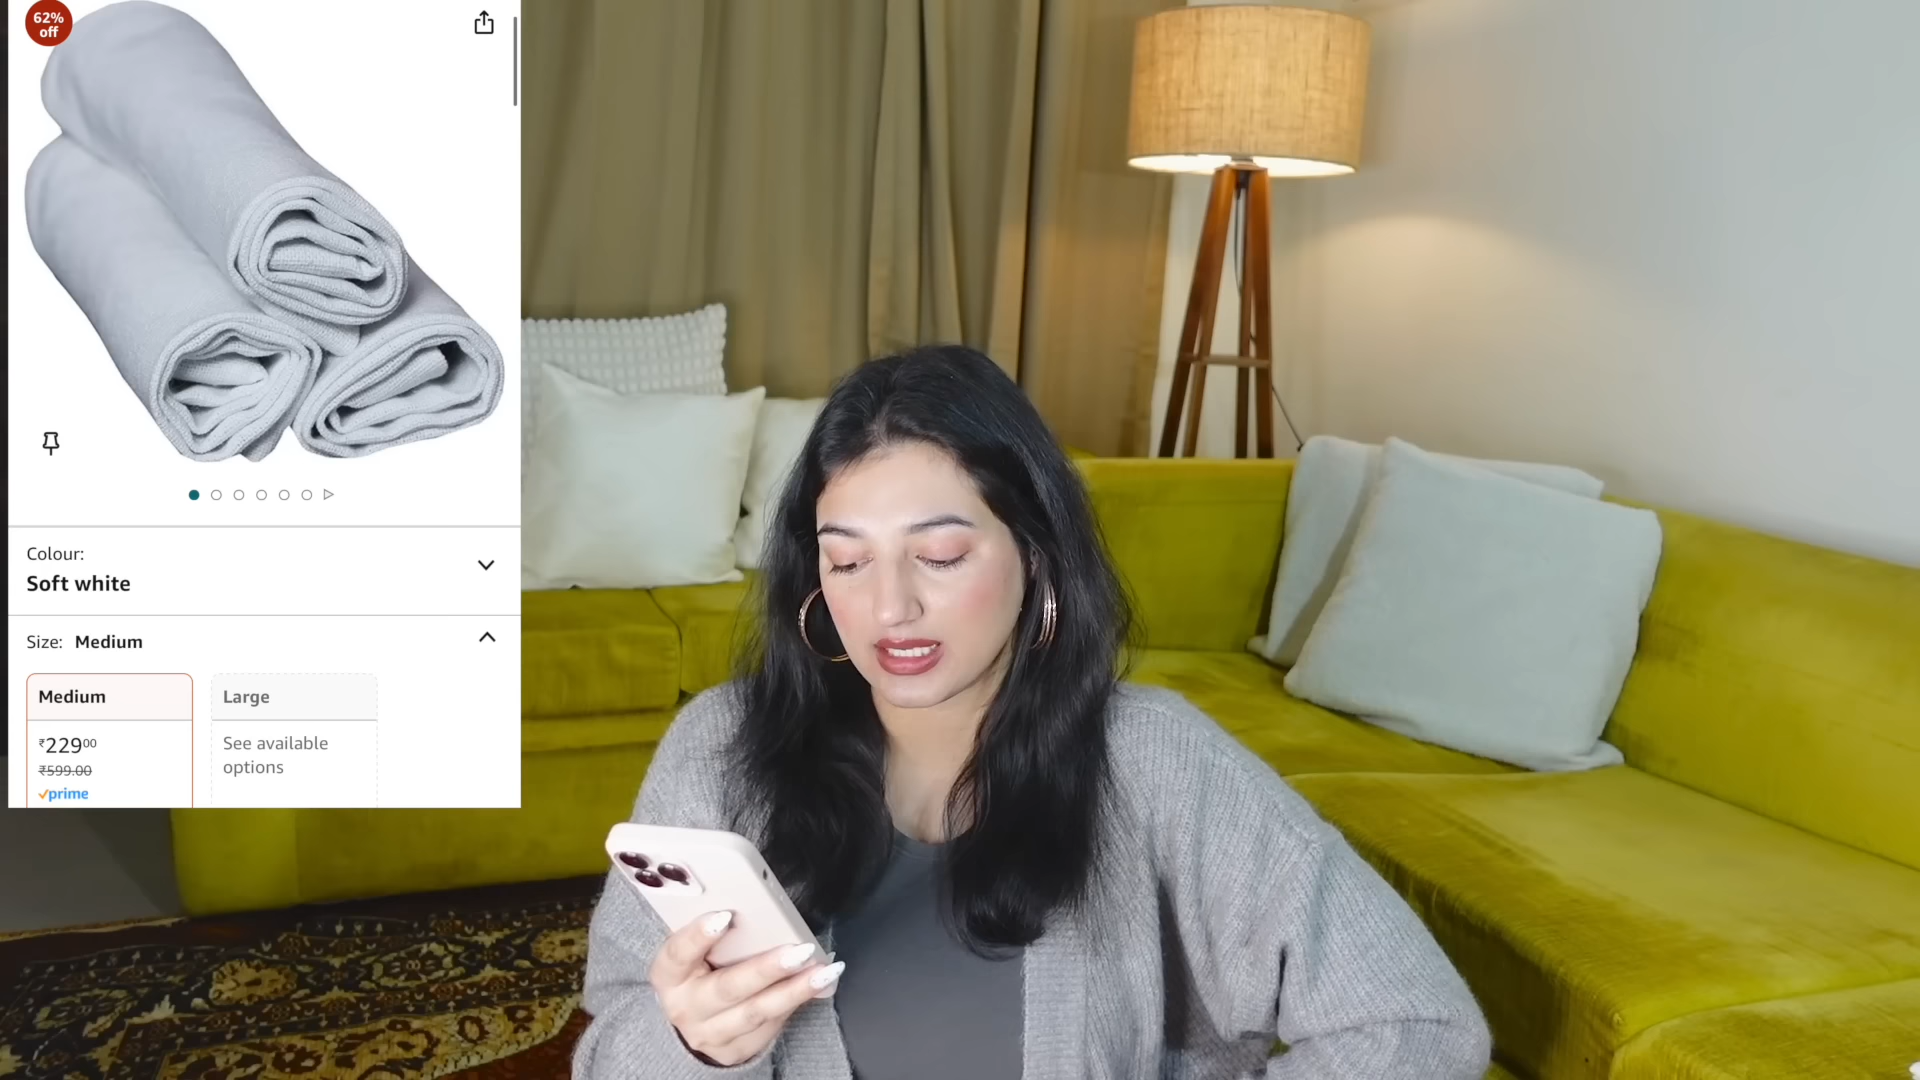 62%
off
Colour:
Soft white
Size: Medium
Medium
Large
₹22900
₹599.00
See available
options
prime